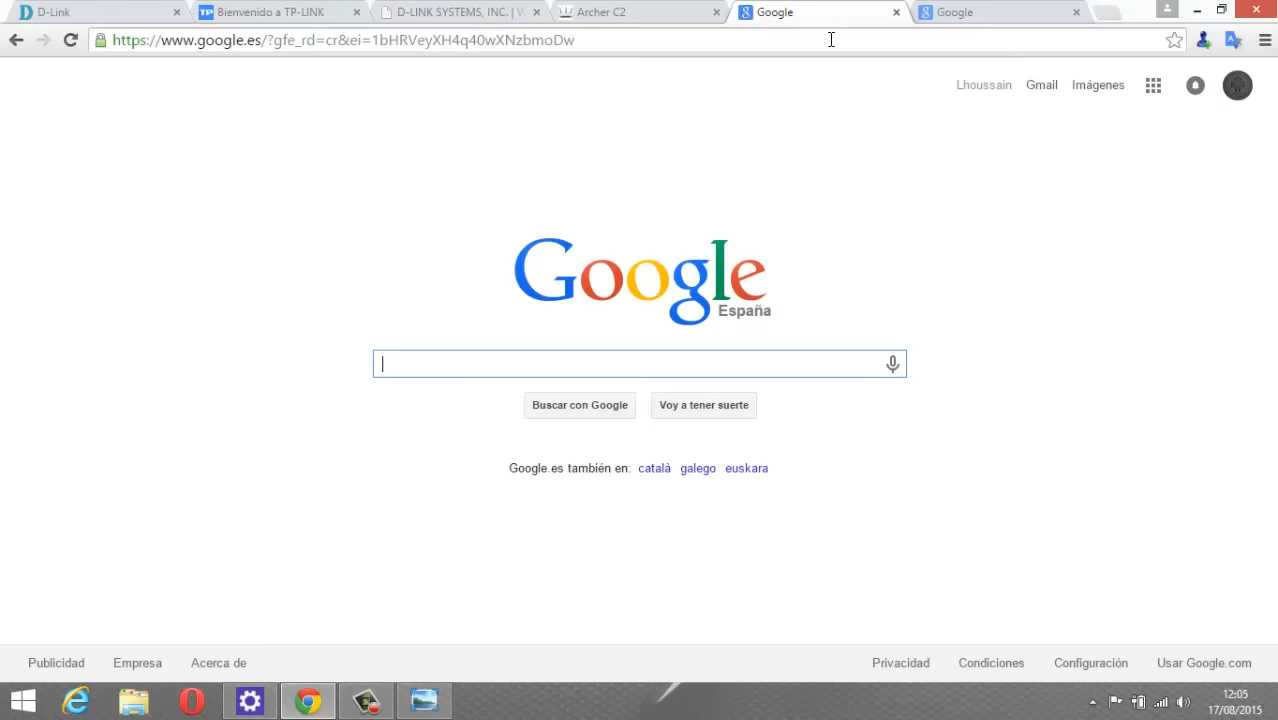 D-Link
Bienvenido a TP-LINK
D-LINK SYSTEMS, INC. | W
Archer C2
Google
Google
https://www.google.es/?gfe_rd=cr&ei=1bHRVeyXH4q40wXNzbmoDw
Lhoussain Gmail Imágenes
Google
España
Buscar con Google Voy a tener suerte
Google.es también en: català galego euskara
Publicidad Empresa Acerca de Privacidad Condiciones Configuración Usar Google.com
12:05
17/08/2015